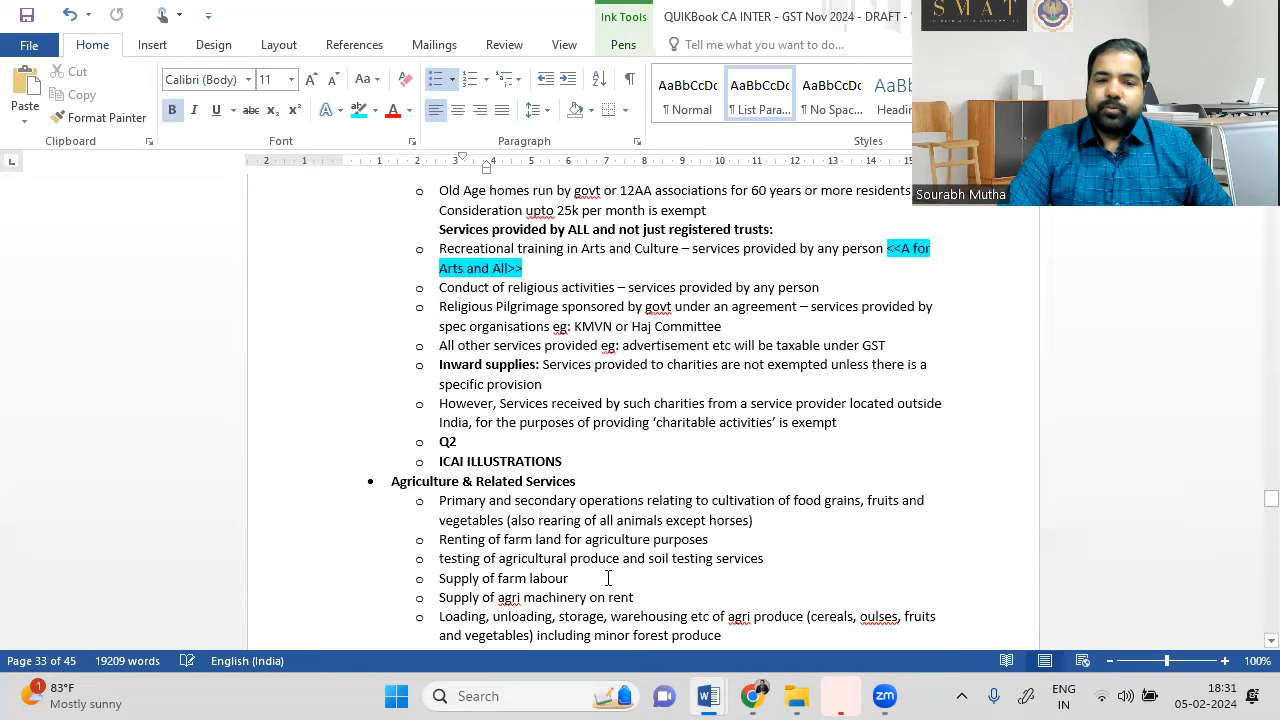 Ink Tools
QUIKBook CA INTER - GST Nov 2024 - DRAFT -
SMAT
File
Home
Insert
Design
Layout
References
Mailings
Review
View
Pens
Tell me what you want to do...
Paste
Cut
Copy
Format Painter
Clipboard
Calibri (Body)
11
Font
Paragraph
AaBbCcDc
¶ Normal
AaBbCcDc
¶ List Para...
AaBbCcDc
¶ No Spac...
AaBbC
Headin
Styles
Sourabh Mutha
o Old Age homes run by govt or 12AA associations for 60 years or more residents
Consideration upto 25k per month is exempt
Services provided by ALL and not just registered trusts:
o Recreational training in Arts and Culture – services provided by any person <<A for
Arts and All>>
o Conduct of religious activities – services provided by any person
o Religious Pilgrimage sponsored by govt under an agreement – services provided by
spec organisations eg: KMVN or Haj Committee
o All other services provided eg: advertisement etc will be taxable under GST
o Inward supplies: Services provided to charities are not exempted unless there is a
specific provision
o However, Services received by such charities from a service provider located outside
India, for the purposes of providing ‘charitable activities’ is exempt
o Q2
o ICAI ILLUSTRATIONS
• Agriculture & Related Services
o Primary and secondary operations relating to cultivation of food grains, fruits and
vegetables (also rearing of all animals except horses)
o Renting of farm land for agriculture purposes
o testing of agricultural produce and soil testing services
o Supply of farm labour
o Supply of agri machinery on rent
o Loading, unloading, storage, warehousing etc of agri produce (cereals, oulses, fruits
and vegetables) including minor forest produce
Page 33 of 45
19209 words
English (India)
100%
1
83°F
Mostly sunny
Search
zm
ENG
IN
18:31
05-02-2024